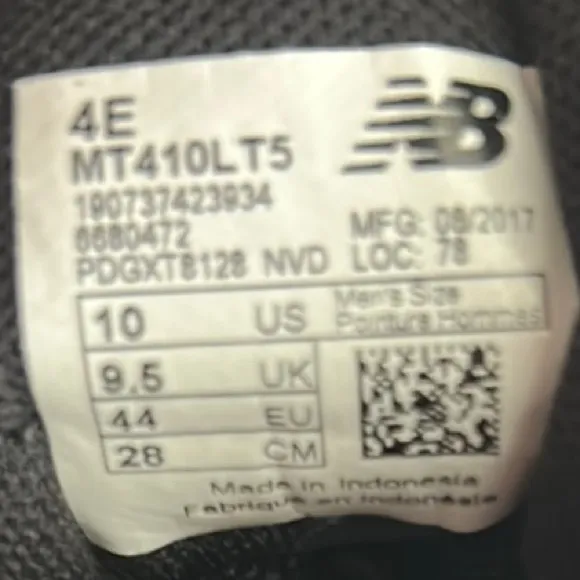 4E
NB
MT410LT5
190737423934
6680472 MFG: 08/2017
PDGXT8128 NVD LOC: 78
10 US Men's Size
Pointure Hommes
9.5 UK
44 EU
28 CM
Made in Indonesia
Fabriqué en Indonésie